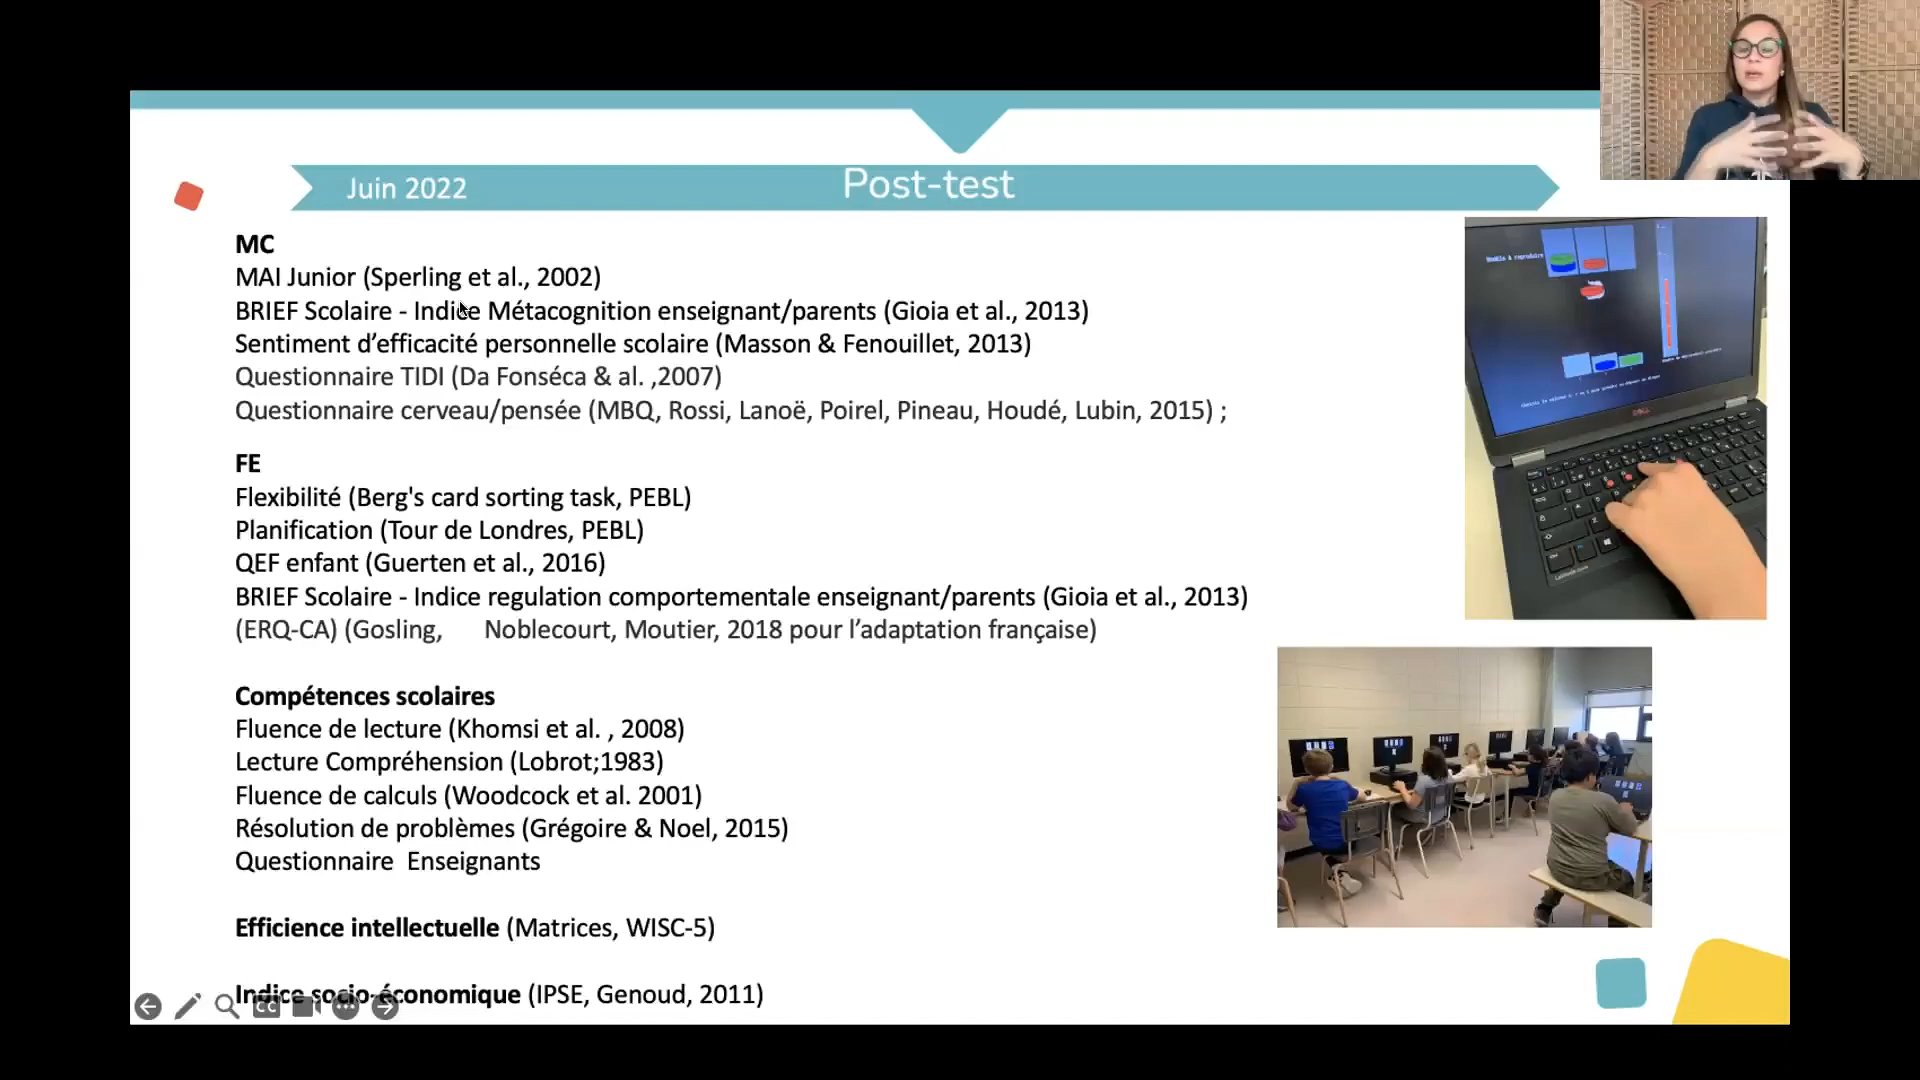 Juin 2022
Post-test
MC
MAI Junior (Sperling et al., 2002)
BRIEF Scolaire - Indice Métacognition enseignant/parents (Gioia et al., 2013)
Sentiment d’efficacité personnelle scolaire (Masson & Fenouillet, 2013)
Questionnaire TIDI (Da Fonséca & al. ,2007)
Questionnaire cerveau/pensée (MBQ, Rossi, Lanoë, Poirel, Pineau, Houdé, Lubin, 2015) ;
FE
Flexibilité (Berg's card sorting task, PEBL)
Planification (Tour de Londres, PEBL)
QEF enfant (Guerten et al., 2016)
BRIEF Scolaire - Indice regulation comportementale enseignant/parents (Gioia et al., 2013)
(ERQ-CA) (Gosling, Noblecourt, Moutier, 2018 pour l’adaptation française)
Compétences scolaires
Fluence de lecture (Khomsi et al. , 2008)
Lecture Compréhension (Lobrot;1983)
Fluence de calculs (Woodcock et al. 2001)
Résolution de problèmes (Grégoire & Noel, 2015)
Questionnaire Enseignants
Efficience intellectuelle (Matrices, WISC-5)
Indice socio-économique (IPSE, Genoud, 2011)
CC
Modèle à reproduire
DELL